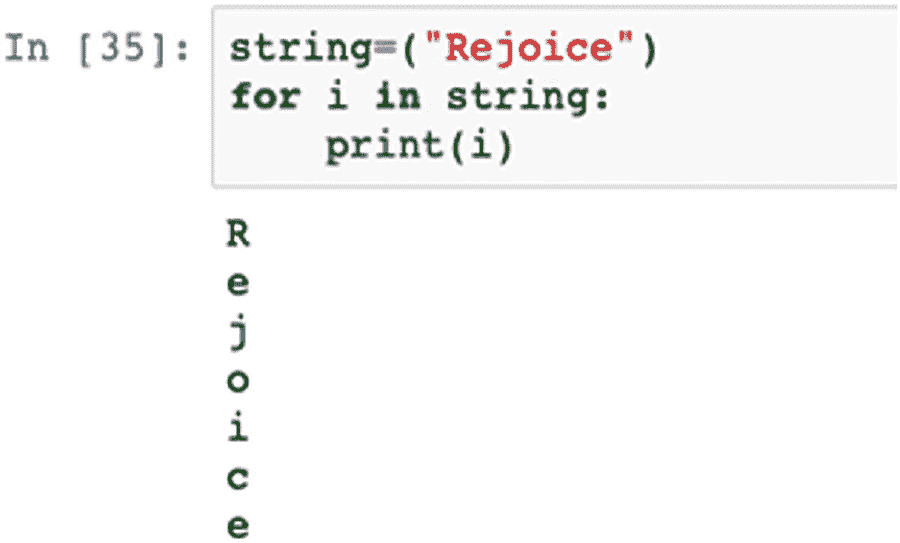 In [35]: string=("Rejoice")
for i in string:
    print(i)
R
e
j
o
i
c
e